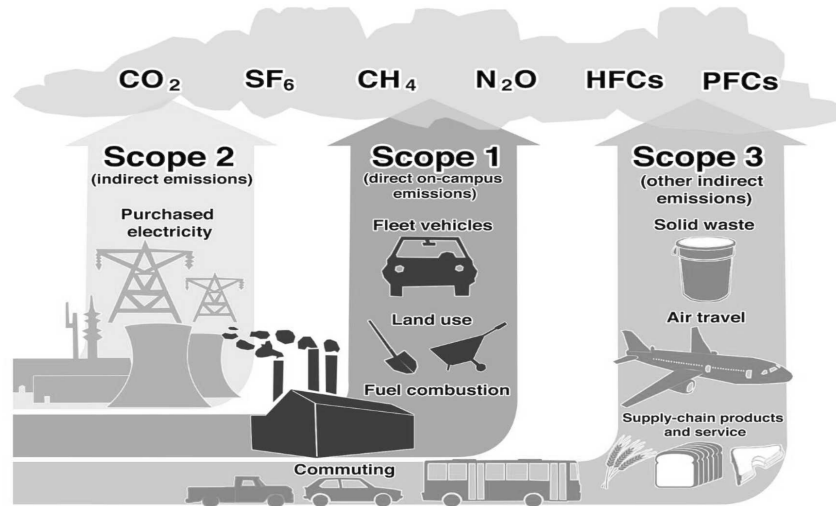 CO₂ SF₆ CH₄ N₂O HFCs PFCs
Scope 2
(indirect emissions)
Purchased
electricity
Scope 1
(direct on-campus
emissions)
Fleet vehicles
Land use
Fuel combustion
Scope 3
(other indirect
emissions)
Solid waste
Air travel
Supply-chain products
and service
Commuting